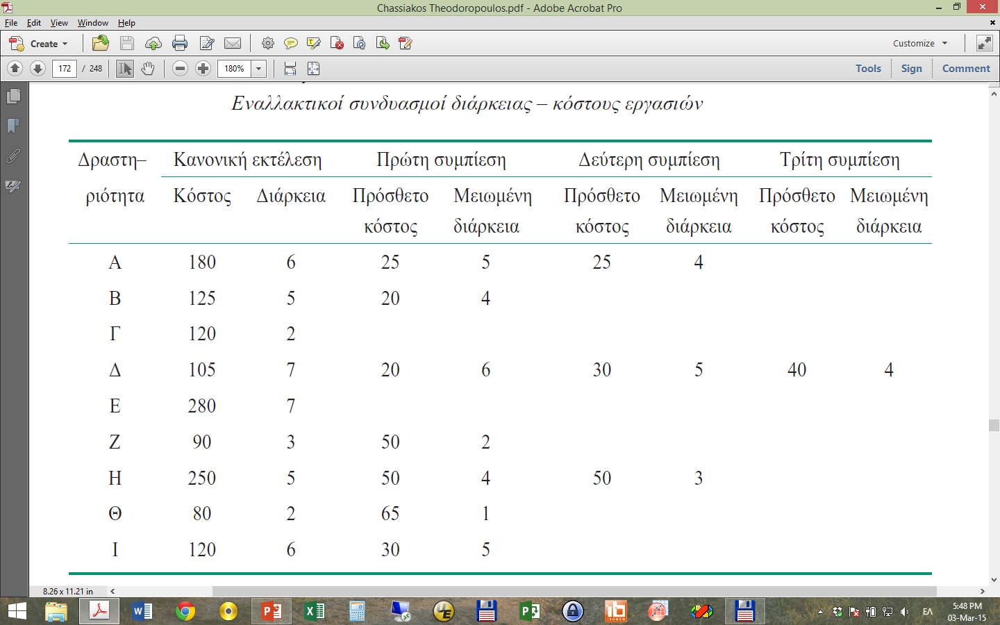 Chassiakos Theodoropoulos.pdf - Adobe Acrobat Pro
File Edit View Window Help
Create Customize
172 / 248 180% Tools Sign Comment
Εναλλακτικοί συνδυασμοί διάρκειας – κόστους εργασιών
Δραστη– Κανονική εκτέλεση Πρώτη συμπίεση Δεύτερη συμπίεση Τρίτη συμπίεση
ριότητα Κόστος Διάρκεια Πρόσθετο Μειωμένη Πρόσθετο Μειωμένη Πρόσθετο Μειωμένη
κόστος διάρκεια κόστος διάρκεια κόστος διάρκεια
Α 180 6 25 5 25 4
Β 125 5 20 4
Γ 120 2
Δ 105 7 20 6 30 5 40 4
Ε 280 7
Ζ 90 3 50 2
Η 250 5 50 4 50 3
Θ 80 2 65 1
Ι 120 6 30 5
8.26 x 11.21 in
ΕΛ 5:48 PM
03-Mar-15